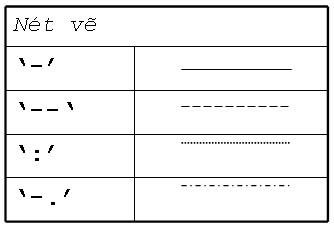 Nét vẽ
‘-’
‘--‘
‘:’
‘-.’